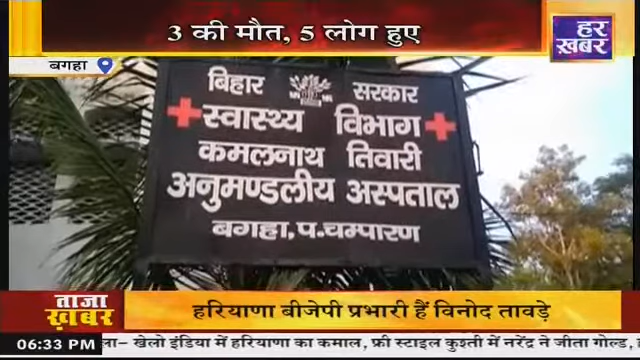 3 की मौत, 5 लोग हुए
हर
ख़बर
बगहा
बिहार सरकार
स्वास्थ्य विभाग
कमलनाथ तिवारी
अनुमण्डलीय अस्पताल
बगहा,प.चम्पारण
ताजा
ख़बर
हरियाणा बीजेपी प्रभारी हैं विनोद तावड़े
06:33 PM
ला– खेलो इंडिया में हरियाणा का कमाल, फ्री स्टाइल कुश्ती में नरेंद्र ने जीता गोल्ड,